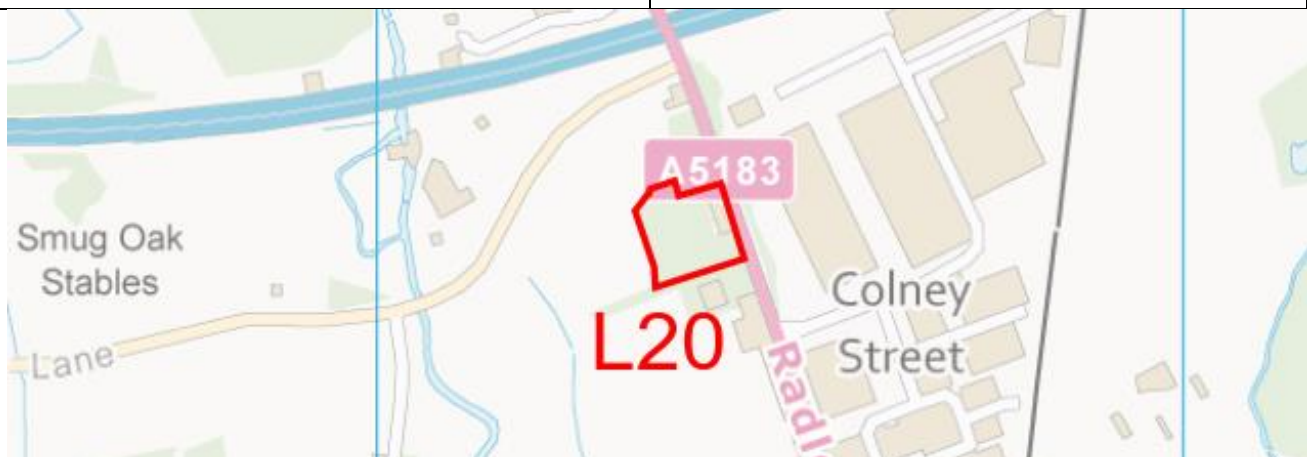 A5183
Smug Oak
Stables
Colney
Street
L20
Lane
Radl